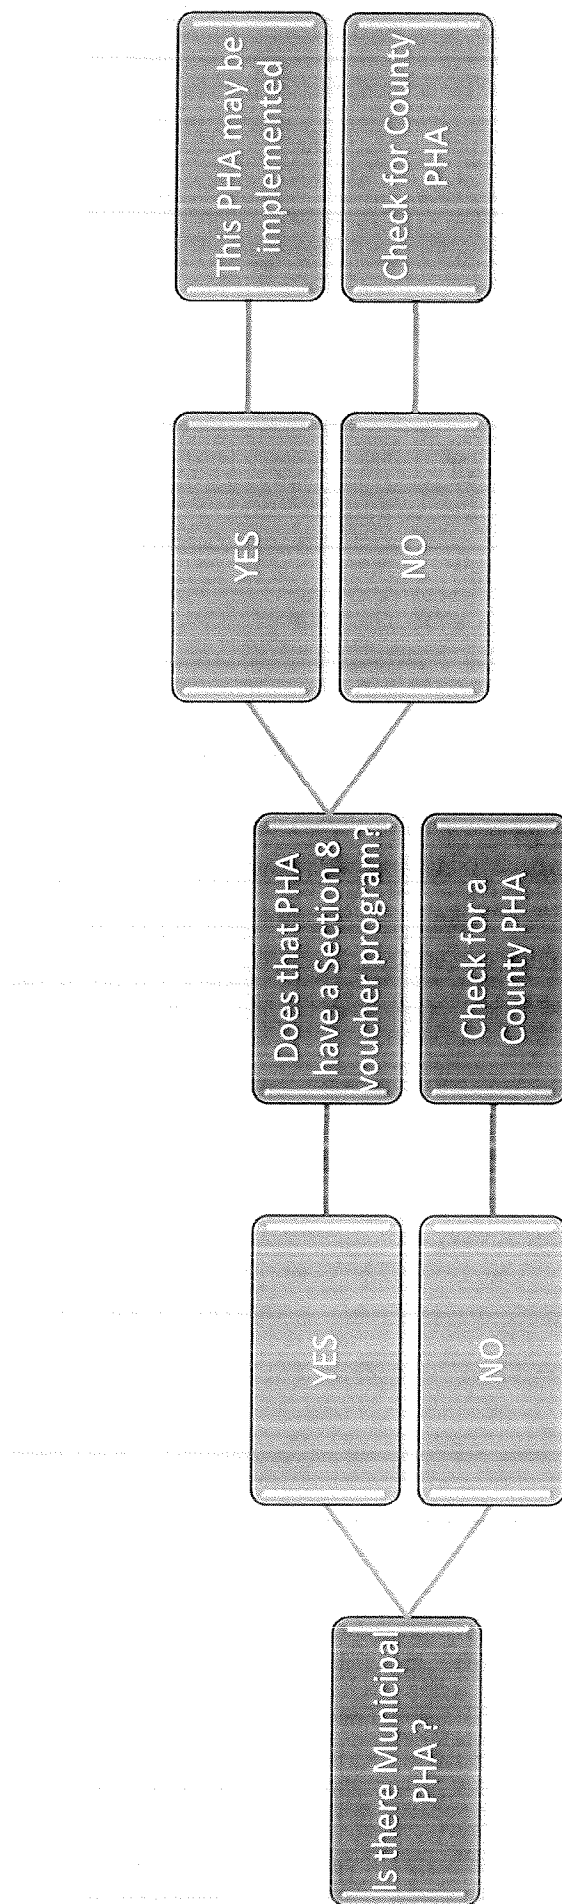 Is there Municipal
PHA?
YES
NO
Does that PHA
have a Section 8
voucher program?
Check for a
County PHA
YES
NO
This PHA may be
implemented
Check for County
PHA